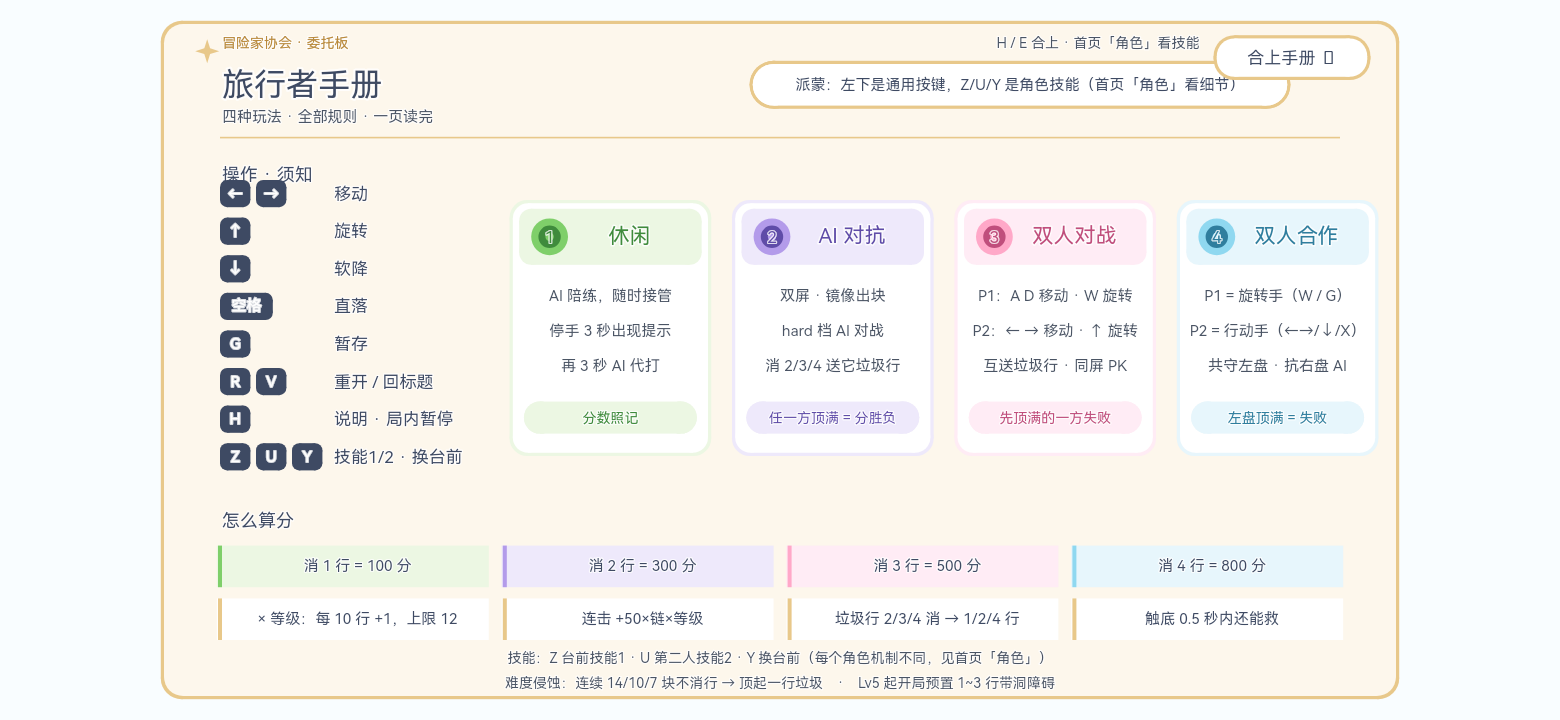 冒险家协会 · 委托板
H / E 合上 · 首页「角色」看技能
合上手册
旅行者手册
派蒙：左下是通用按键，Z/U/Y 是角色技能（首页「角色」看细节）
四种玩法 · 全部规则 · 一页读完
操作 · 须知
← → 移动
↑ 旋转
↓ 软降
空格 直落
G 暂存
R V 重开 / 回标题
H 说明 · 局内暂停
Z U Y 技能1/2 · 换台前
1 休闲
AI 陪练，随时接管
停手 3 秒出现提示
再 3 秒 AI 代打
分数照记
2 AI 对抗
双屏 · 镜像出块
hard 档 AI 对战
消 2/3/4 送它垃圾行
任一方顶满 = 分胜负
3 双人对战
P1：A D 移动 · W 旋转
P2：← → 移动 · ↑ 旋转
互送垃圾行 · 同屏 PK
先顶满的一方失败
4 双人合作
P1 = 旋转手（W / G）
P2 = 行动手（←→/↓/X）
共守左盘 · 抗右盘 AI
左盘顶满 = 失败
怎么算分
消 1 行 = 100 分
消 2 行 = 300 分
消 3 行 = 500 分
消 4 行 = 800 分
× 等级：每 10 行 +1，上限 12
连击 +50×链×等级
垃圾行 2/3/4 消 → 1/2/4 行
触底 0.5 秒内还能救
技能：Z 台前技能1 · U 第二人技能2 · Y 换台前（每个角色机制不同，见首页「角色」）
难度侵蚀：连续 14/10/7 块不消行 → 顶起一行垃圾 · Lv5 起开局预置 1~3 行带洞障碍